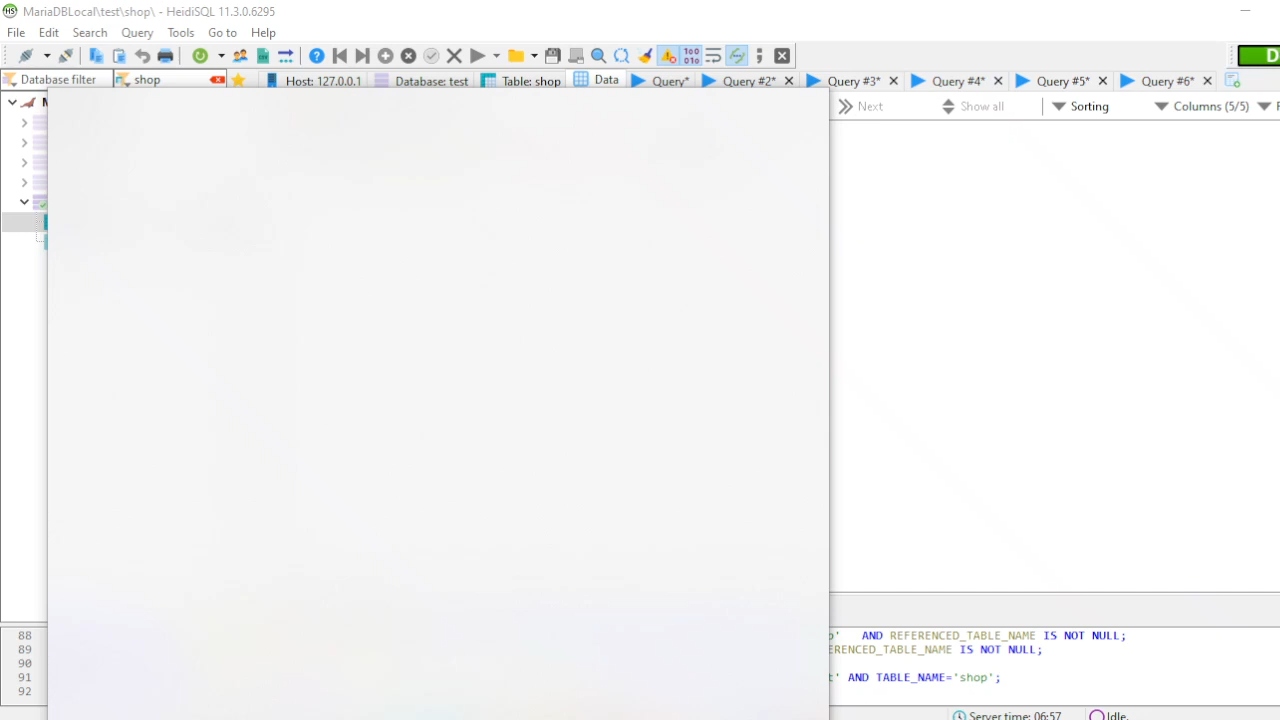 MariaDBLocal\test\shop\ - HeidiSQL 11.3.0.6295
File Edit Search Query Tools Go to Help
Database filter shop Host: 127.0.0.1 Database: test Table: shop Data Query* Query #2* Query #3* Query #4* Query #5* Query #6*
Next Show all Sorting Columns (5/5)
88 AND REFERENCED_TABLE_NAME IS NOT NULL;
89 IS NOT NULL;
90
91 ' AND TABLE_NAME='shop';
92
Server time: 06:57 Idle.